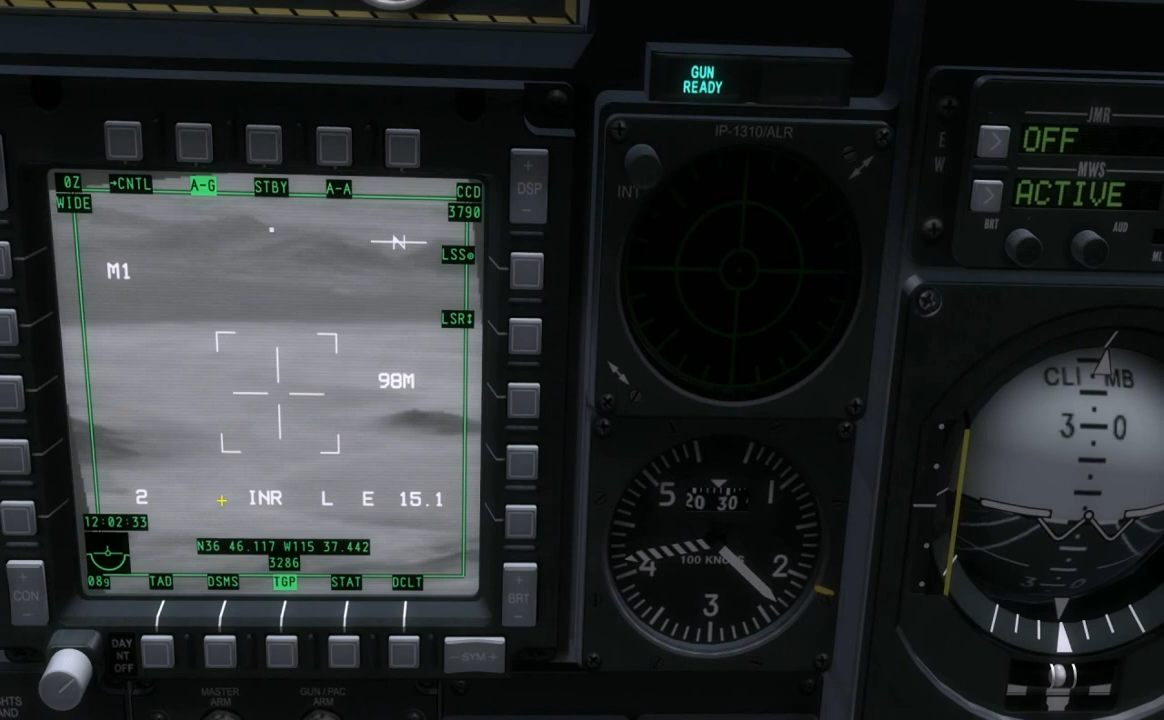 GUN
READY
IP-1310/ALR
INT
JMR
OFF
MWS
ACTIVE
E
W
BRT
AUD
ML
0Z
→CNTL
A-G
STBY
A-A
CCD
WIDE
3790
DSP
M1
N
LSS
LSR↕
98M
2
INR
L
E
15.1
12:02:33
N36 46.117 W115 37.442
3286
08g
TAD
DSMS
TGP
STAT
DCLT
CON
BRT
DAY
NT
OFF
SYM
MASTER
ARM
GUN / PAC
ARM
5
20 30
1
4
100 KNOTS
2
3
CLIMB
3 0
3 0